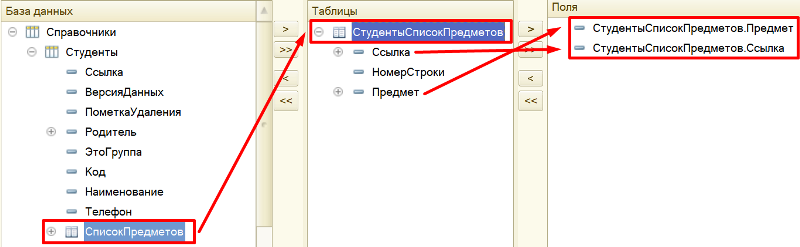 База данных
Справочники
Студенты
Ссылка
ВерсияДанных
ПометкаУдаления
Родитель
ЭтоГруппа
Код
Наименование
Телефон
СписокПредметов
>
>>
<
<<
Таблицы
СтудентыСписокПредметов
Ссылка
НомерСтроки
Предмет
>
>>
<
<<
Поля
СтудентыСписокПредметов.Предмет
СтудентыСписокПредметов.Ссылка